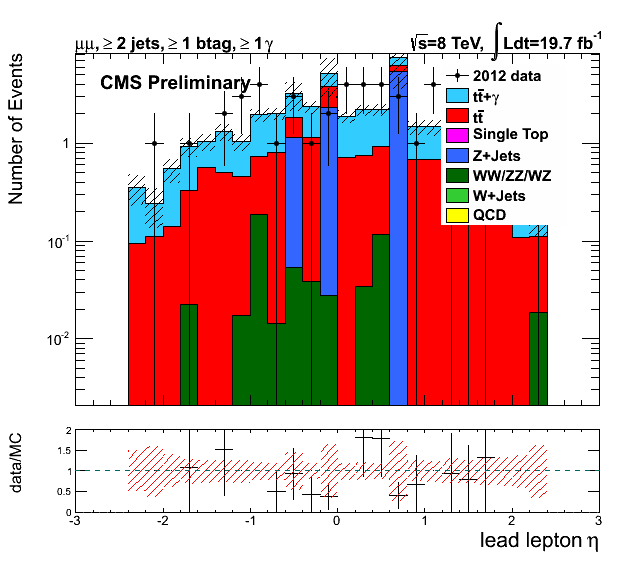 μμ, ≥ 2 jets, ≥ 1 btag, ≥ 1 γ
√s=8 TeV, ∫ Ldt=19.7 fb⁻¹
CMS Preliminary
2012 data
tt̄+γ
tt̄
Single Top
Z+Jets
WW/ZZ/WZ
W+Jets
QCD
Number of Events
1
10⁻¹
10⁻²
data/MC
2
1.5
1
0.5
0
-3 -2 -1 0 1 2 3
lead lepton η